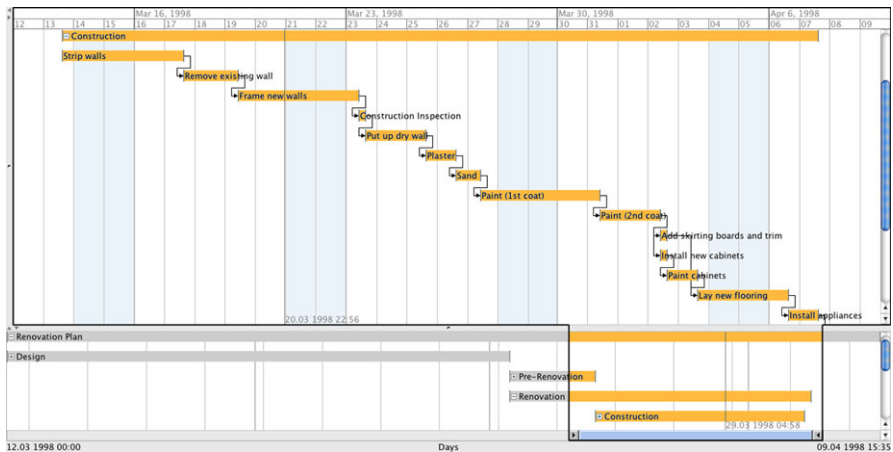 Mar 16, 1998 Mar 23, 1998 Mar 30, 1998 Apr 6, 1998
12 13 14 15 16 17 18 19 20 21 22 23 24 25 26 27 28 29 30 31 01 02 03 04 05 06 07 08 09
Construction
Strip walls
Remove existing wall
Frame new walls
Construction Inspection
Put up dry wall
Plaster
Sand
Paint (1st coat)
Paint (2nd coat)
Add skirting boards and trim
Install new cabinets
Paint cabinets
Lay new flooring
20.03 1998 22:56
Install appliances
Renovation Plan
Design
Pre-Renovation
Renovation
Construction
29.03 1998 04:58
12.03 1998 00:00 Days 09.04 1998 15:35